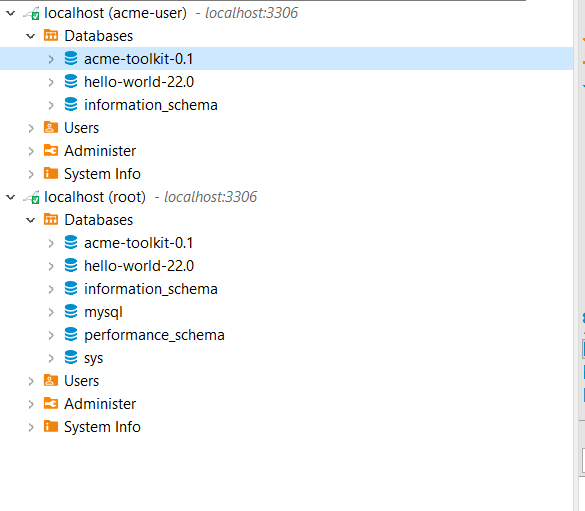 localhost (acme-user) - localhost:3306
Databases
acme-toolkit-0.1
hello-world-22.0
information_schema
Users
Administer
System Info
localhost (root) - localhost:3306
Databases
acme-toolkit-0.1
hello-world-22.0
information_schema
mysql
performance_schema
sys
Users
Administer
System Info